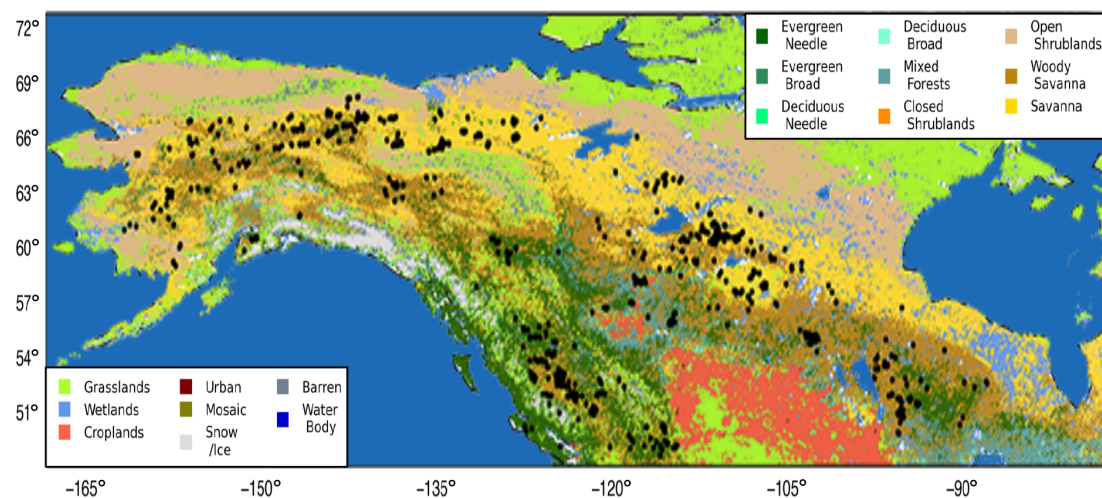 72°
69°
66°
63°
60°
57°
54°
51°
Evergreen
Needle
Evergreen
Broad
Deciduous
Needle
Deciduous
Broad
Mixed
Forests
Closed
Shrublands
Open
Shrublands
Woody
Savanna
Savanna
Grasslands
Wetlands
Croplands
Urban
Mosaic
Snow
/Ice
Barren
Water
Body
−165° −150° −135° −120° −105° −90°